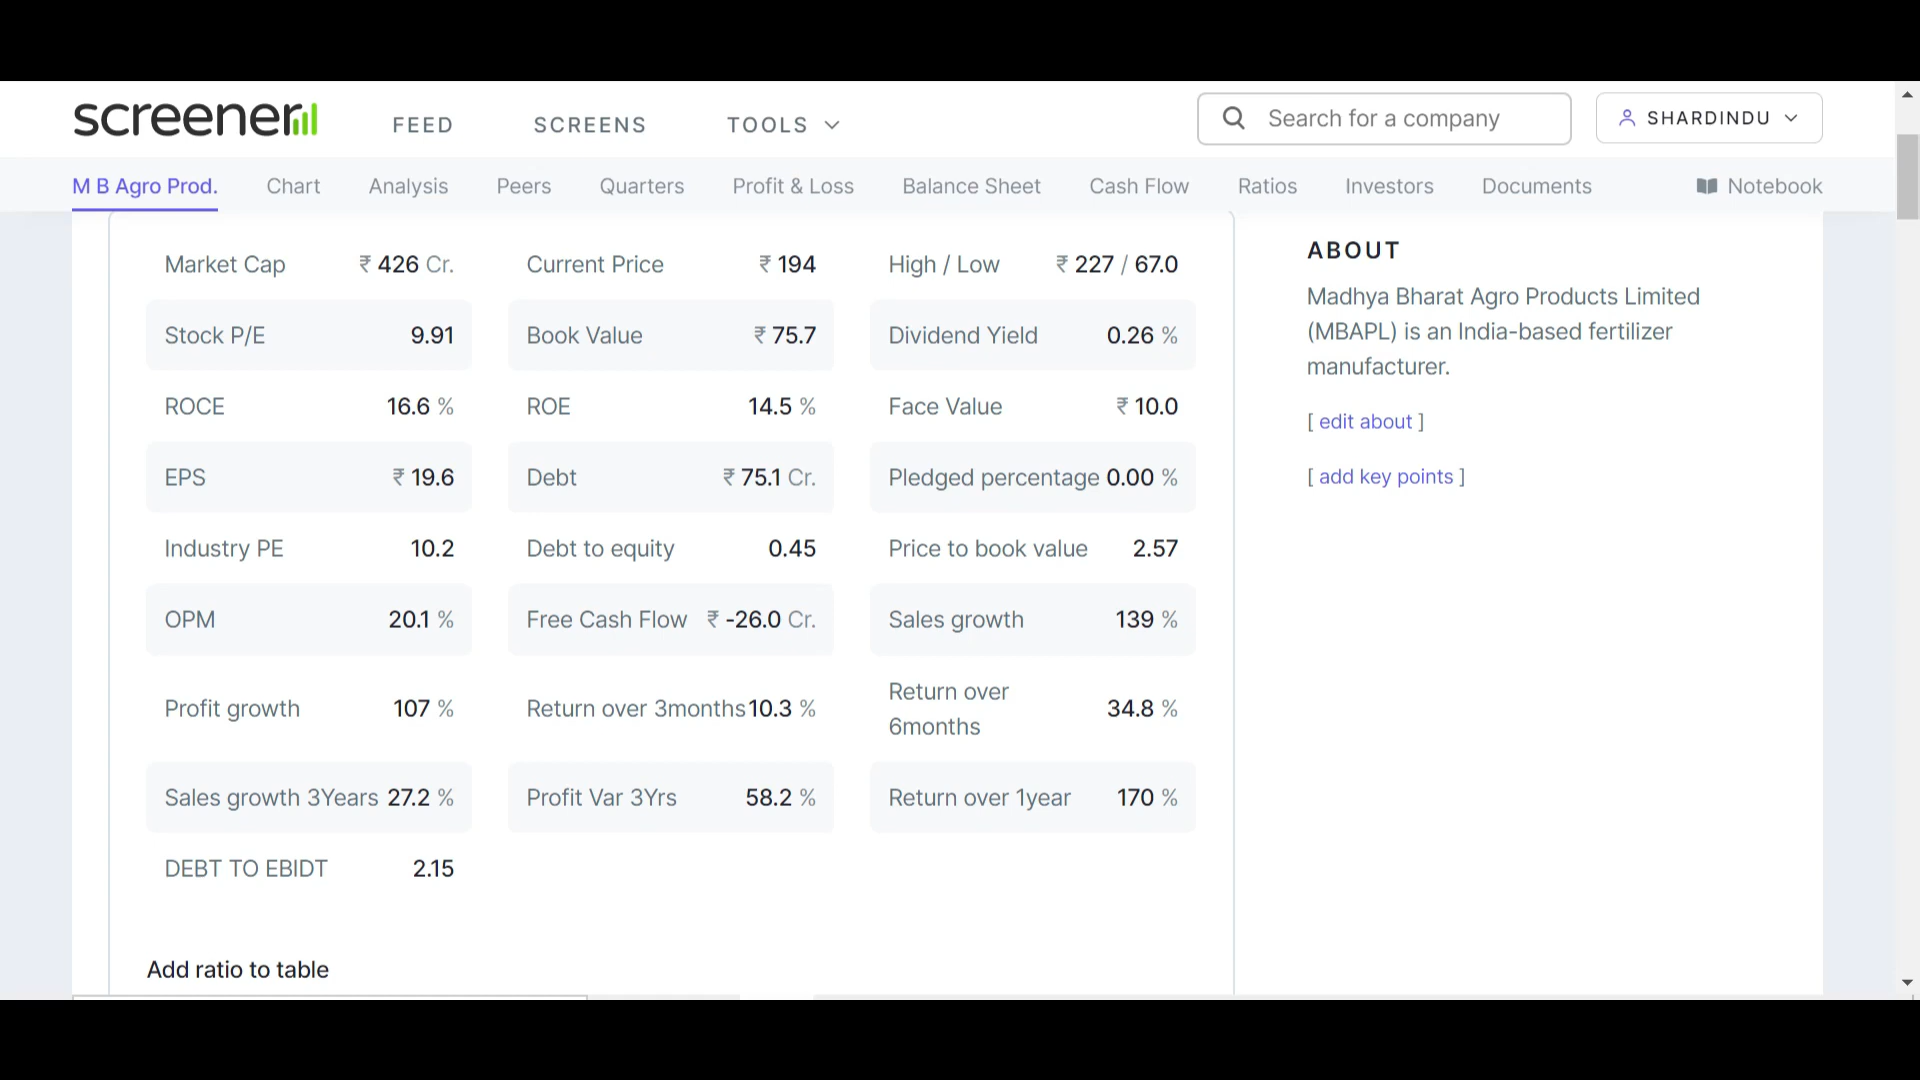 screener
FEED SCREENS TOOLS
Search for a company
SHARDINDU
M B Agro Prod. Chart Analysis Peers Quarters Profit & Loss Balance Sheet Cash Flow Ratios Investors Documents Notebook
Market Cap ₹ 426 Cr. Current Price ₹ 194 High / Low ₹ 227 / 67.0
Stock P/E 9.91 Book Value ₹ 75.7 Dividend Yield 0.26 %
ROCE 16.6 % ROE 14.5 % Face Value ₹ 10.0
EPS ₹ 19.6 Debt ₹ 75.1 Cr. Pledged percentage 0.00 %
Industry PE 10.2 Debt to equity 0.45 Price to book value 2.57
OPM 20.1 % Free Cash Flow ₹ -26.0 Cr. Sales growth 139 %
Profit growth 107 % Return over 3months 10.3 % Return over 6months 34.8 %
Sales growth 3Years 27.2 % Profit Var 3Yrs 58.2 % Return over 1year 170 %
DEBT TO EBIDT 2.15
Add ratio to table
ABOUT
Madhya Bharat Agro Products Limited
(MBAPL) is an India-based fertilizer
manufacturer.
[ edit about ]
[ add key points ]